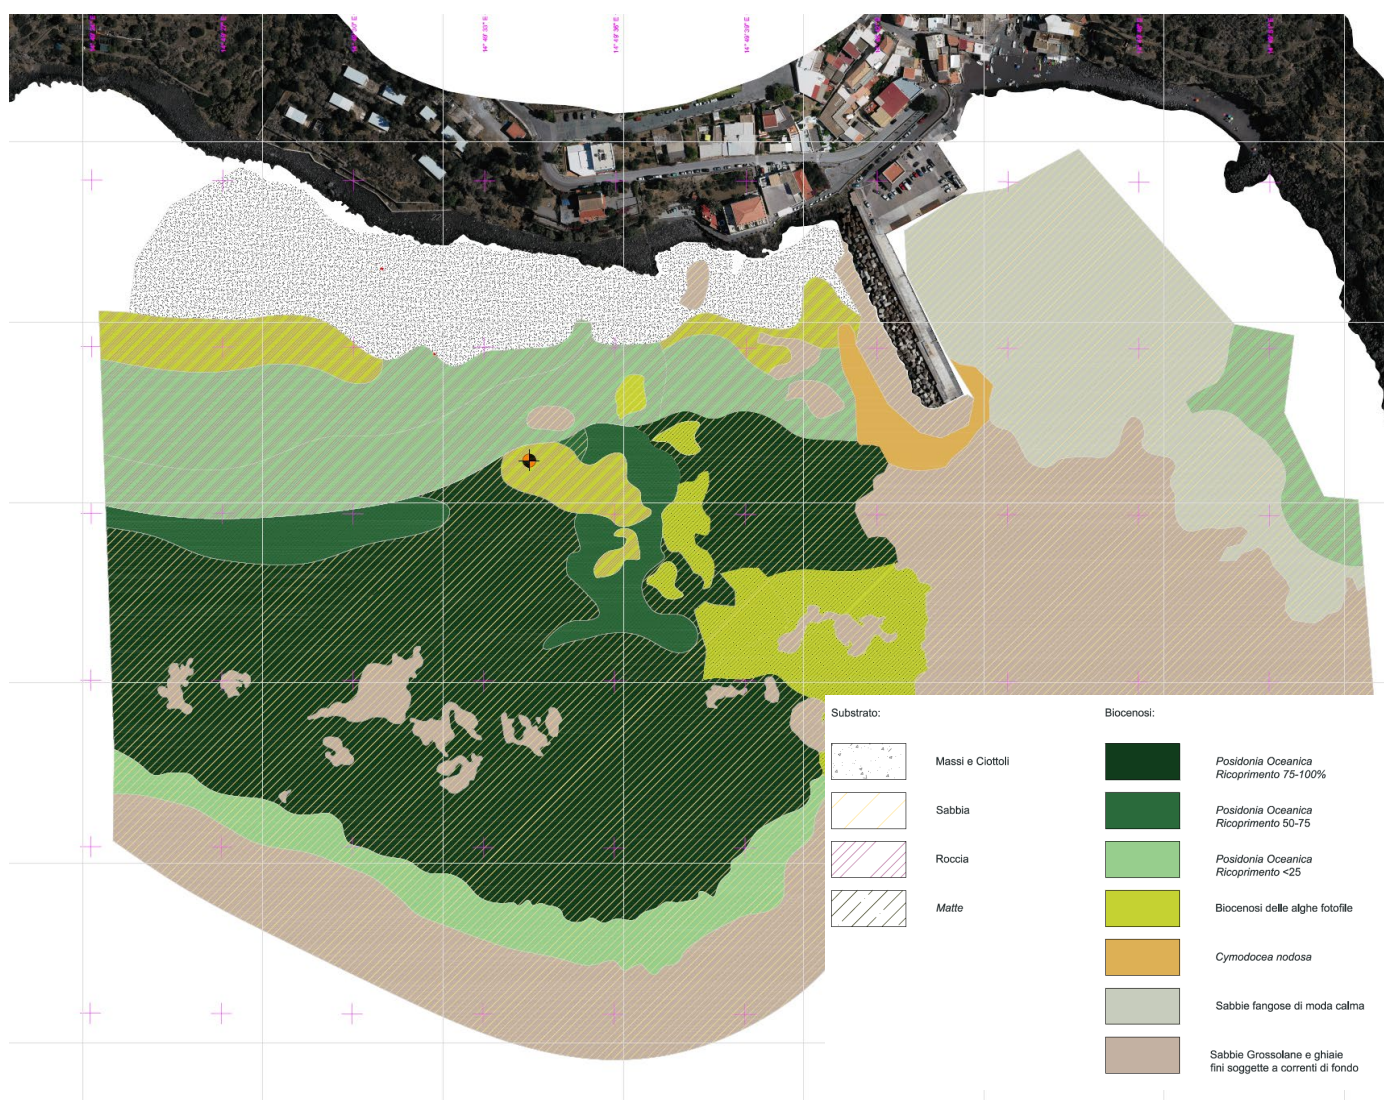 Substrato:
Massi e Ciottoli
Sabbia
Roccia
Matte
Biocenosi:
Posidonia Oceanica
Ricoprimento 75-100%
Posidonia Oceanica
Ricoprimento 50-75
Posidonia Oceanica
Ricoprimento <25
Biocenosi delle alghe fotofile
Cymodocea nodosa
Sabbie fangose di moda calma
Sabbie Grossolane e ghiaie
fini soggette a correnti di fondo